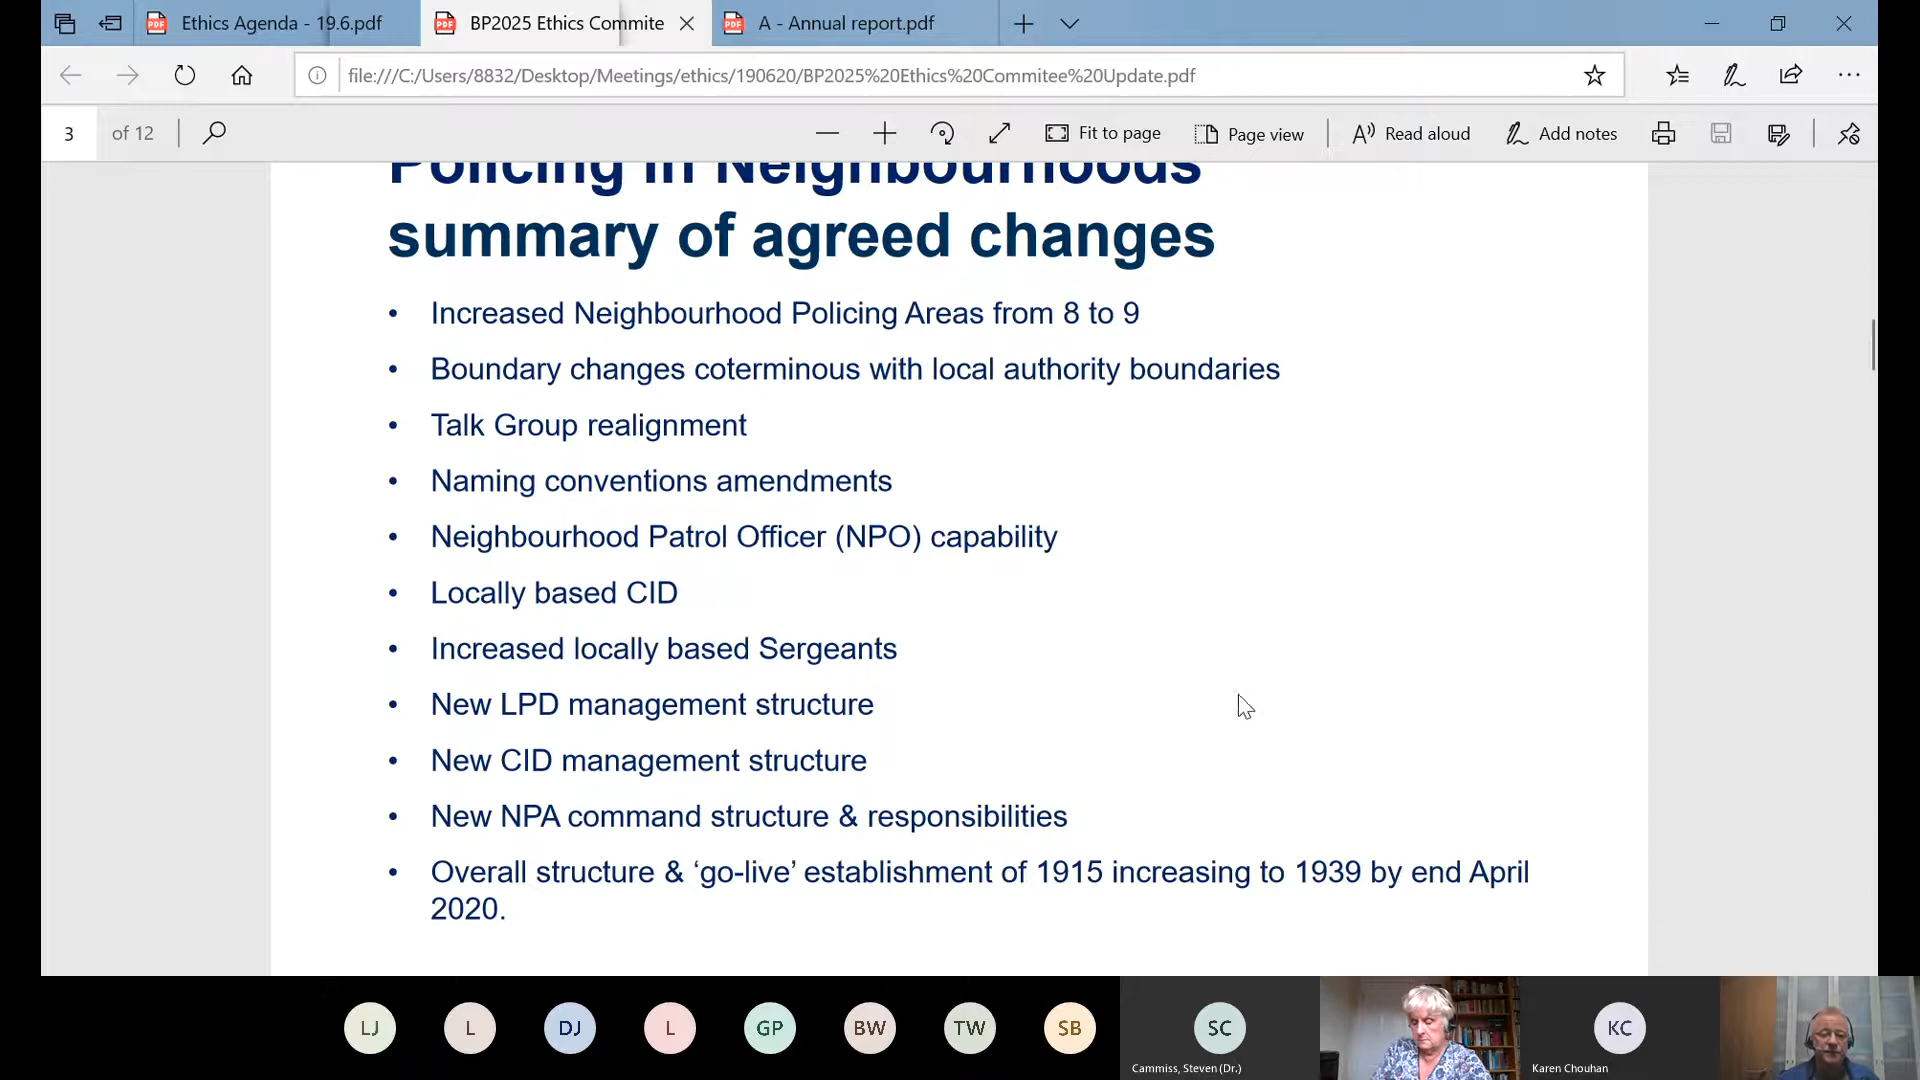 Ethics Agenda - 19.6.pdf
BP2025 Ethics Commite
A - Annual report.pdf
file:///C:/Users/8832/Desktop/Meetings/ethics/190620/BP2025%20Ethics%20Commitee%20Update.pdf
3 of 12
Fit to page
Page view
Read aloud
Add notes
Policing in Neighbourhoods
summary of agreed changes
• Increased Neighbourhood Policing Areas from 8 to 9
• Boundary changes coterminous with local authority boundaries
• Talk Group realignment
• Naming conventions amendments
• Neighbourhood Patrol Officer (NPO) capability
• Locally based CID
• Increased locally based Sergeants
• New LPD management structure
• New CID management structure
• New NPA command structure & responsibilities
• Overall structure & ‘go-live’ establishment of 1915 increasing to 1939 by end April
2020.
LJ
L
DJ
L
GP
BW
TW
SB
SC
KC
Cammiss, Steven (Dr.)
Karen Chouhan